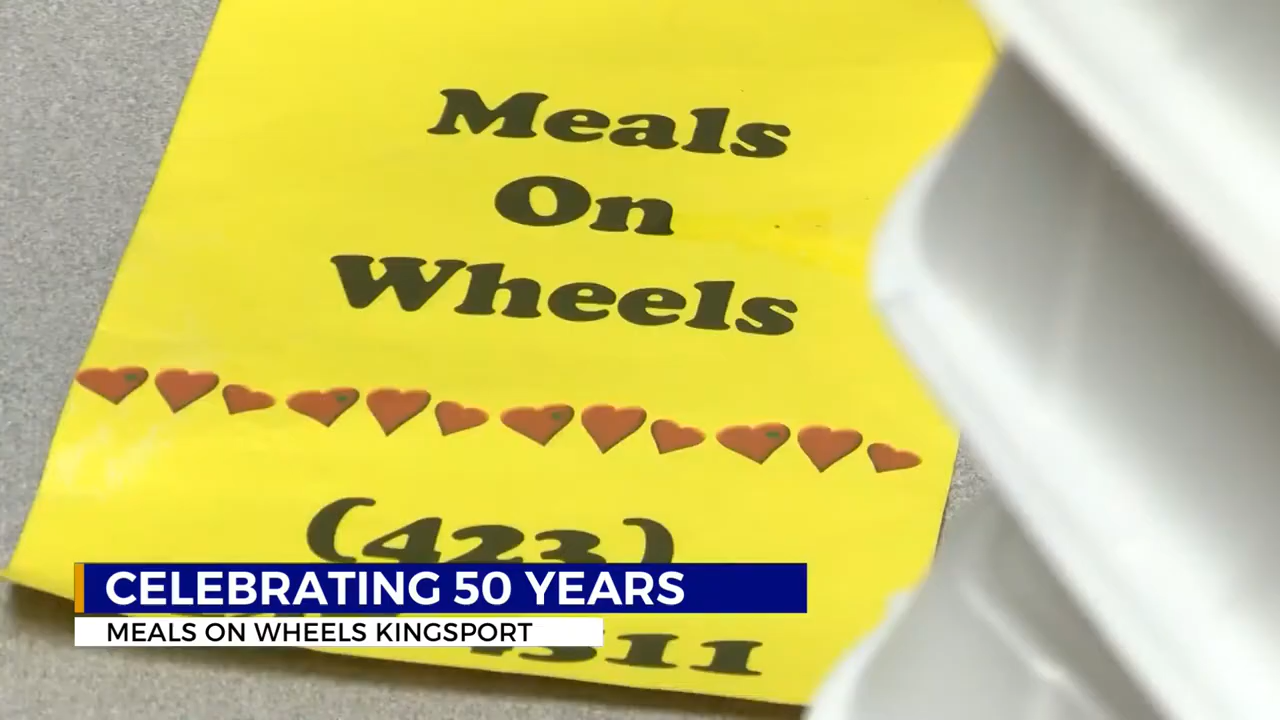 Meals
On
Wheels
(423)
CELEBRATING 50 YEARS
MEALS ON WHEELS KINGSPORT